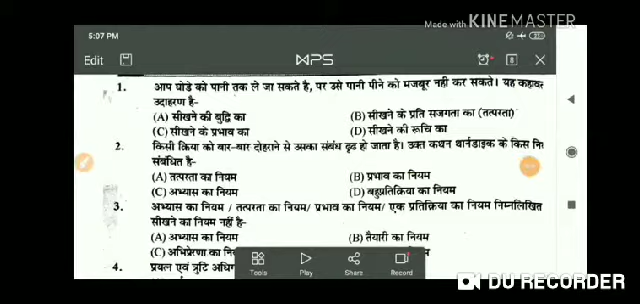 Made with KINEMASTER
5:07 PM
Edit WPS
1. आप घोडे को पानी तक ले जा सकते है, पर उसे पानी पीने को मजबूर नही कर सकते। यह कहावत
उदाहरण है-
(A) सीखने की बुद्धि का (B) सीखने के प्रति सजगता का (तत्परता)
(C) सीखने के प्रभाव का (D) सीखने की रूचि का
2. किसी क्रिया को बार-बार दोहराने से उसका संबंध दृढ हो जाता है। उक्त कथन थार्नडाइक के किस
संबंधित है-
(A) तत्परता का नियम (B) प्रभाव का नियम
(C) अभ्यास का नियम (D) बहुप्रतिक्रिया का नियम
3. अभ्यास का नियम / तत्परता का नियम/ प्रभाव का नियम/ एक प्रतिक्रिया का नियम निम्नलिखित
सीखने का नियम नहीं है-
(A) अभ्यास का नियम (B) तैयारी का नियम
(C) अभिप्रेरणा का
4. प्रयत्न एवं त्रुटि
Tools Play Share Record
DU RECORDER